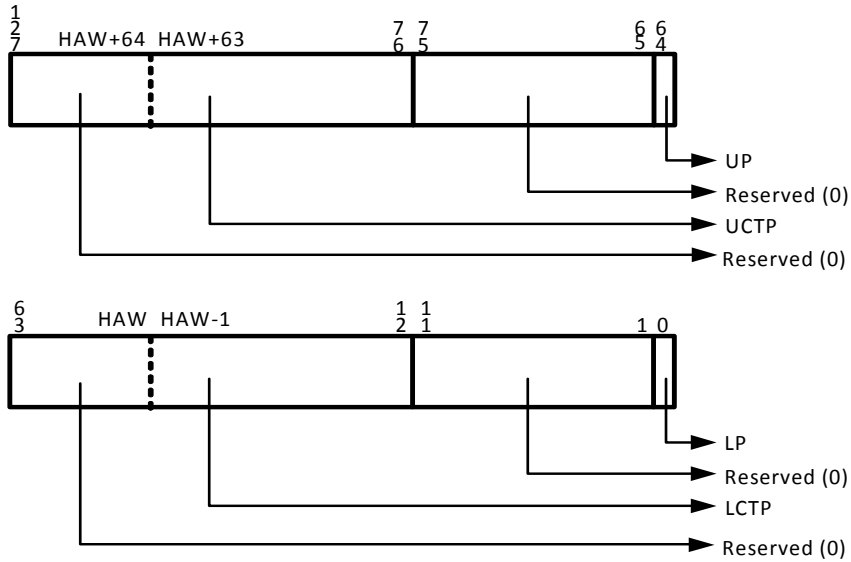 127 HAW+64 HAW+63 76 75 65 64
UP
Reserved (0)
UCTP
Reserved (0)
63 HAW HAW-1 12 11 1 0
LP
Reserved (0)
LCTP
Reserved (0)